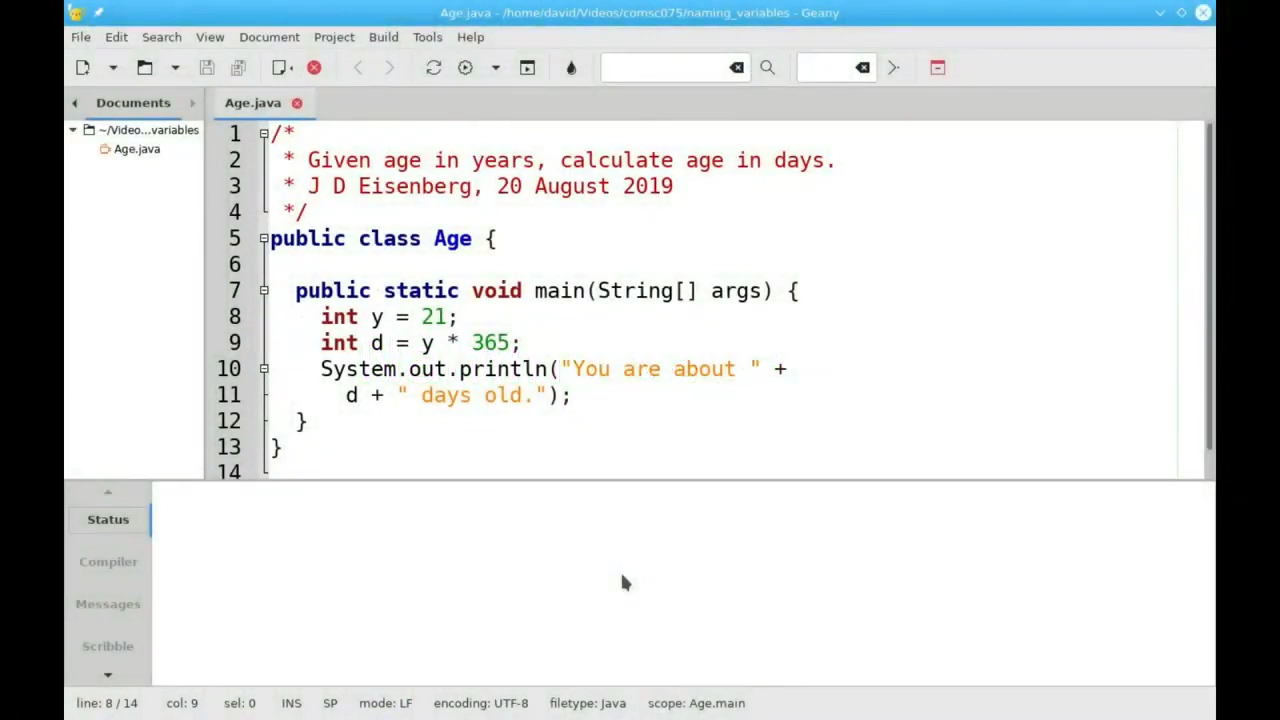 Age.java - /home/david/Videos/comsc075/naming_variables - Geany
File Edit Search View Document Project Build Tools Help
Documents
Age.java
~/Video...variables
Age.java
1 /*
2  * Given age in years, calculate age in days.
3  * J D Eisenberg, 20 August 2019
4  */
5 public class Age {
6
7   public static void main(String[] args) {
8     int y = 21;
9     int d = y * 365;
10     System.out.println("You are about " +
11       d + " days old.");
12   }
13 }
14
Status
Compiler
Messages
Scribble
line: 8 / 14 col: 9 sel: 0 INS SP mode: LF encoding: UTF-8 filetype: Java scope: Age.main